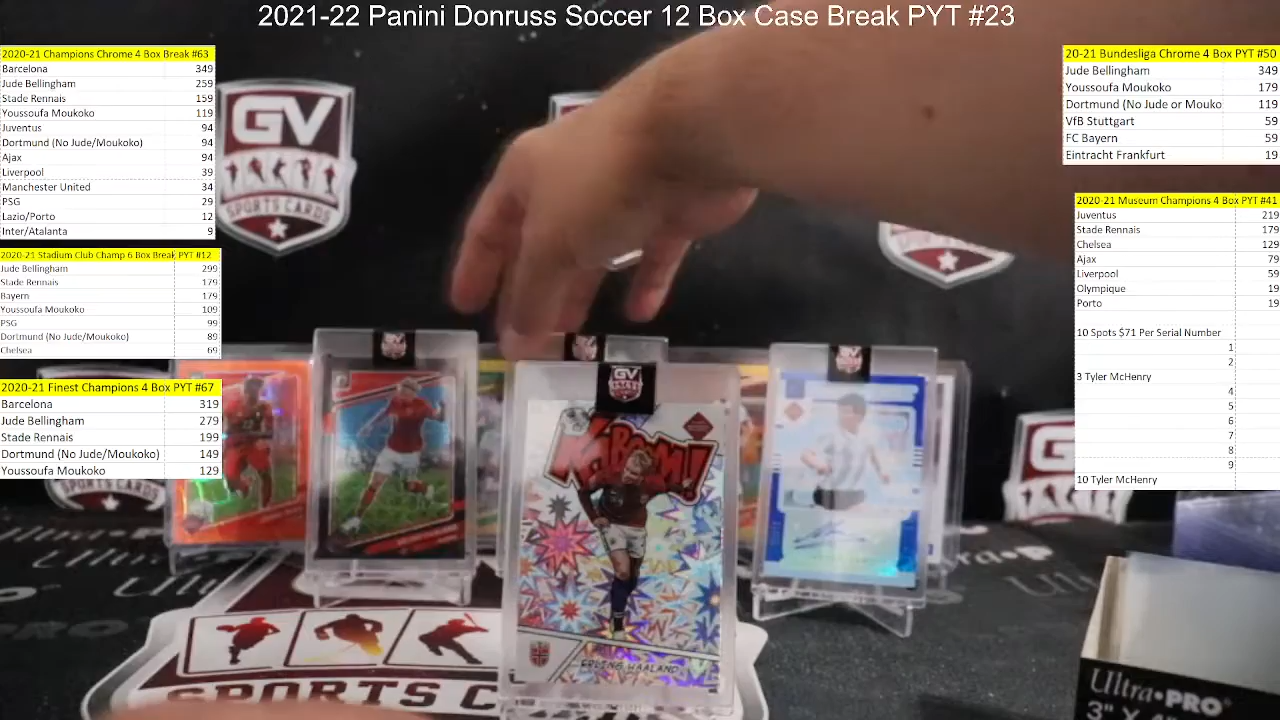 2021-22 Panini Donruss Soccer 12 Box Case Break PYT #23
2020-21 Champions Chrome 4 Box Break #63
Barcelona 349
Jude Bellingham 259
Stade Rennais 159
Youssoufa Moukoko 119
Juventus 94
Dortmund (No Jude/Moukoko) 94
Ajax 94
Liverpool 39
Manchester United 34
PSG 29
Lazio/Porto 12
Inter/Atalanta 9
2020-21 Stadium Club Champ 6 Box Break PYT #12
Jude Bellingham 299
Stade Rennais 179
Bayern 179
Youssoufa Moukoko 109
PSG 99
Dortmund (No Jude/Moukoko) 89
Chelsea 69
2020-21 Finest Champions 4 Box PYT #67
Barcelona 319
Jude Bellingham 279
Stade Rennais 199
Dortmund (No Jude/Moukoko) 149
Youssoufa Moukoko 129
20-21 Bundesliga Chrome 4 Box PYT #50
Jude Bellingham 349
Youssoufa Moukoko 179
Dortmund (No Jude or Mouko 119
VfB Stuttgart 59
FC Bayern 59
Eintracht Frankfurt 19
2020-21 Museum Champions 4 Box PYT #41
Juventus 219
Stade Rennais 179
Chelsea 129
Ajax 79
Liverpool 59
Olympique 19
Porto 19
10 Spots $71 Per Serial Number
1
2
3 Tyler McHenry
4
5
6
7
8
9
10 Tyler McHenry
GV
SPORTS CARDS
GV
KABOOM!
ERLING HAALAND
SPORTS C
Ultra•PRO
3" X